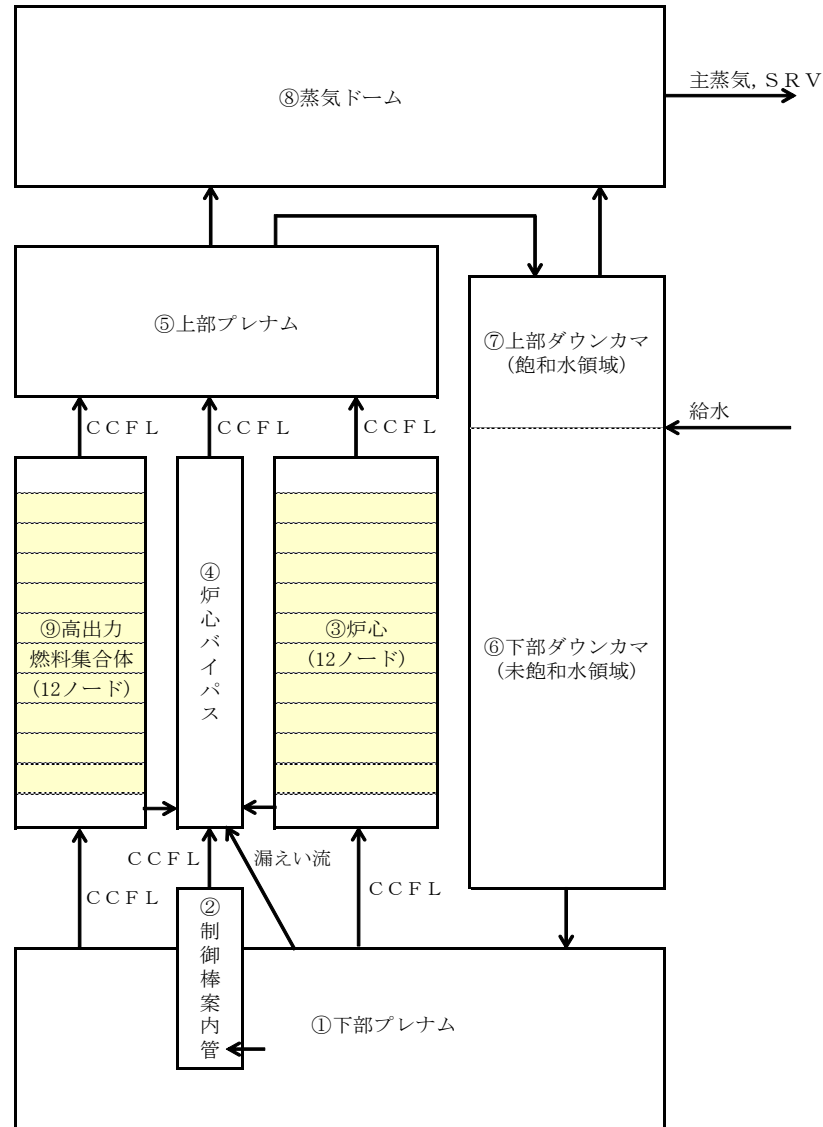 ⑧蒸気ドーム
主蒸気, ＳＲＶ
⑤上部プレナム
⑦上部ダウンカマ
(飽和水領域)
給水
ＣＣＦＬ
ＣＣＦＬ
ＣＣＦＬ
⑨高出力
燃料集合体
(12ノード)
④炉心バイパス
③炉心
(12ノード)
⑥下部ダウンカマ
(未飽和水領域)
ＣＣＦＬ
漏えい流
ＣＣＦＬ
ＣＣＦＬ
②制御棒案内管
①下部プレナム